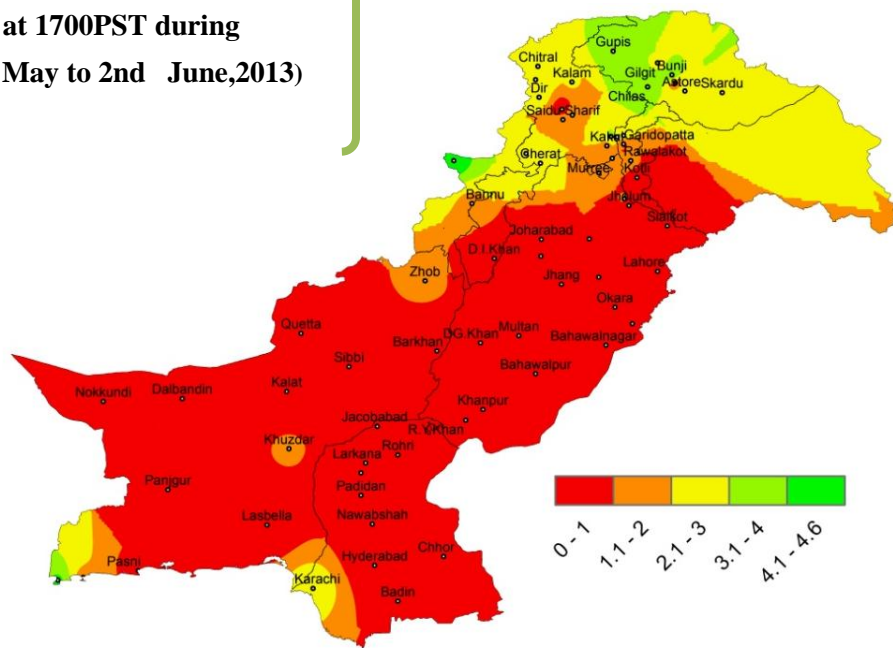 at 1700PST during
May to 2nd June,2013)
Gupis
Chitral
Kalam
Gilgit
Bunji
Astore
Skardu
Dir
Chilas
Saidu Sharif
Kakul
Garidopatta
Cherat
Rawalakot
Murree
Kotli
Bannu
Jhelum
Sialkot
Joharabad
D.I.Khan
Zhob
Lahore
Jhang
Okara
Quetta
Barkhan
DG.Khan
Multan
Bahawalnagar
Sibbi
Bahawalpur
Nokkundi
Dalbandin
Kalat
Khanpur
Jacobabad
R.Y.Khan
Khuzdar
Rohri
Larkana
Panjgur
Padidan
Lasbella
Nawabshah
Pasni
Hyderabad
Chhor
Karachi
Badin
0 - 1
1.1 - 2
2.1 - 3
3.1 - 4
4.1 - 4.6